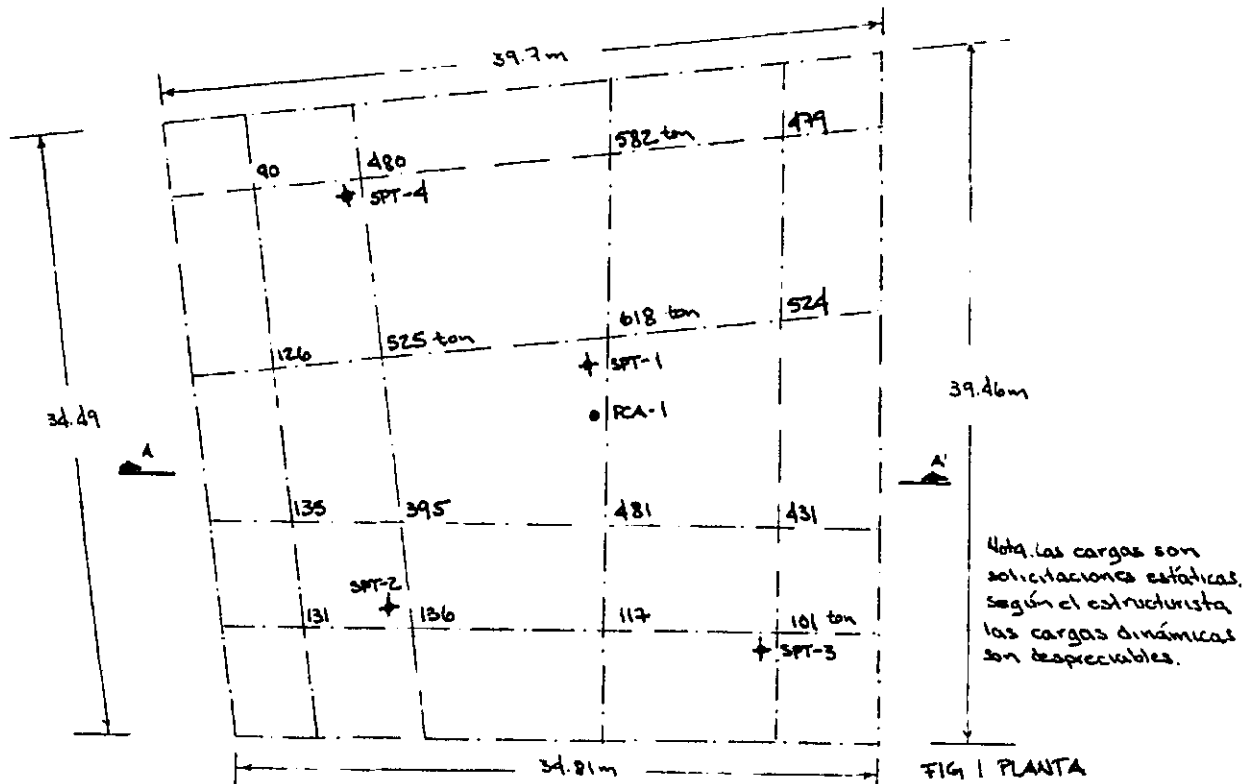 39.7m
582 ton
479
90
480
SPT-4
618 ton
524
525 ton
126
SPT-1
34.49
39.46m
PCA-1
A
A'
135
395
481
431
Nota. Las cargas son
solicitaciones estáticas.
según el estructurista
las cargas dinámicas
son despreciables.
SPT-2
131
136
117
101 ton
SPT-3
34.81m
FIG 1 PLANTA